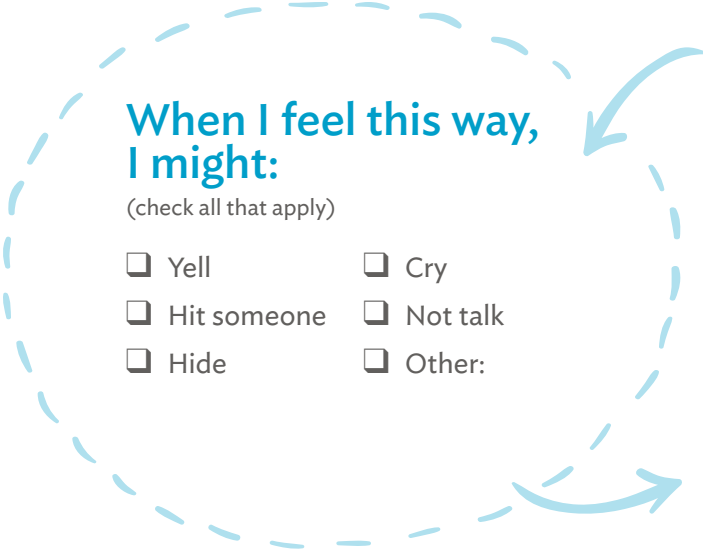 When I feel this way,
I might:
(check all that apply)
❑ Yell
❑ Hit someone
❑ Hide
❑ Cry
❑ Not talk
❑ Other: